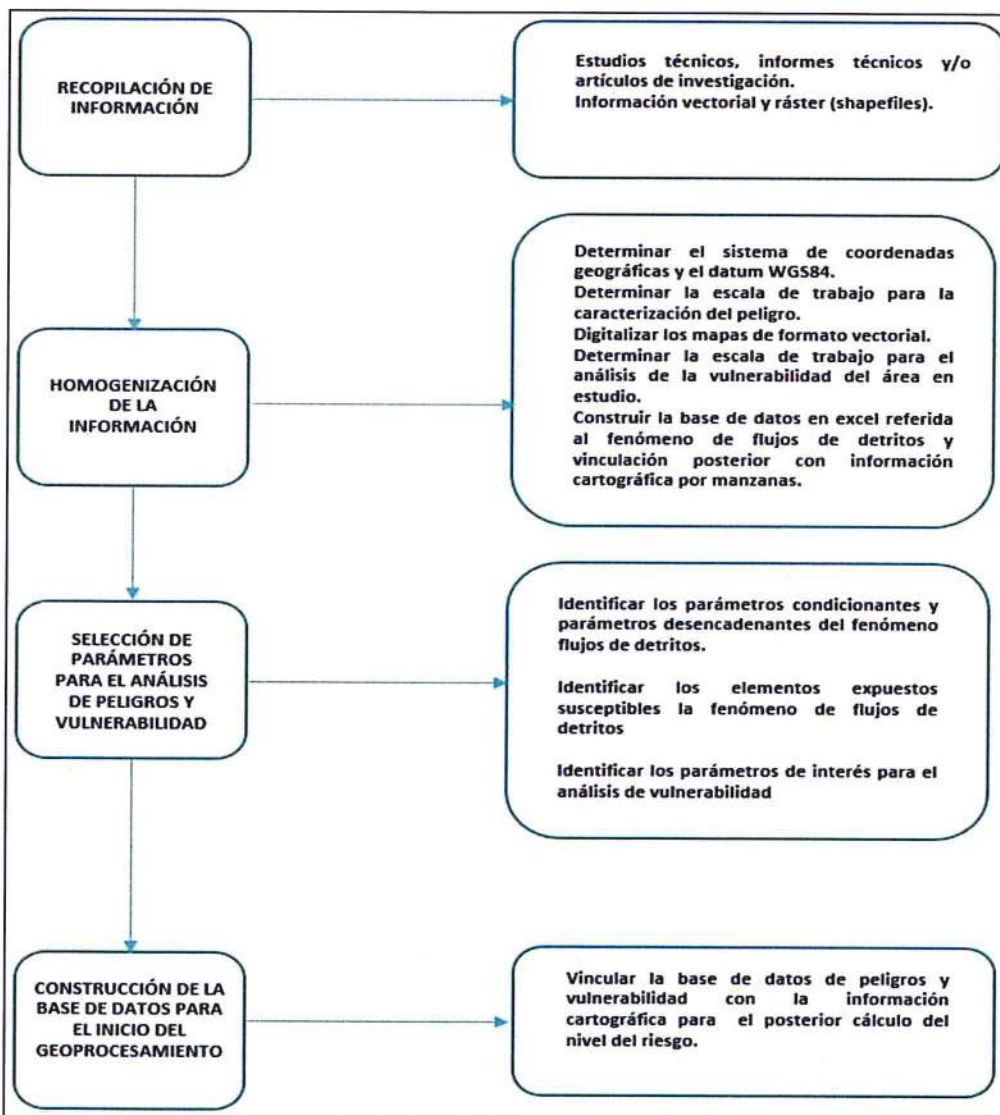 RECOPILACIÓN DE
INFORMACIÓN
Estudios técnicos, informes técnicos y/o
artículos de investigación.
Información vectorial y ráster (shapefiles).
HOMOGENIZACIÓN
DE LA
INFORMACIÓN
Determinar el sistema de coordenadas
geográficas y el datum WGS84.
Determinar la escala de trabajo para la
caracterización del peligro.
Digitalizar los mapas de formato vectorial.
Determinar la escala de trabajo para el
análisis de la vulnerabilidad del área en
estudio.
Construir la base de datos en excel referida
al fenómeno de flujos de detritos y
vinculación posterior con información
cartográfica por manzanas.
SELECCIÓN DE
PARÁMETROS
PARA EL ANÁLISIS
DE PELIGROS Y
VULNERABILIDAD
Identificar los parámetros condicionantes y
parámetros desencadenantes del fenómeno
flujos de detritos.
Identificar los elementos expuestos
susceptibles la fenómeno de flujos de
detritos
Identificar los parámetros de interés para el
análisis de vulnerabilidad
CONSTRUCCIÓN DE LA
BASE DE DATOS PARA
EL INICIO DEL
GEOPROCESAMIENTO
Vincular la base de datos de peligros y
vulnerabilidad con la información
cartográfica para el posterior cálculo del
nivel del riesgo.